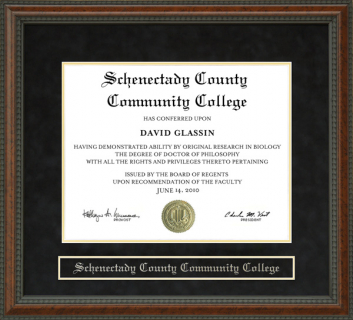 Schenectady County
Community College
HAS CONFERRED UPON
DAVID GLASSIN
HAVING DEMONSTRATED ABILITY BY ORIGINAL RESEARCH IN BIOLOGY
THE DEGREE OF DOCTOR OF PHILOSOPHY
WITH ALL THE RIGHTS AND PRIVILEGES THERETO PERTAINING
ISSUED BY THE BOARD OF REGENTS
UPON RECOMMENDATION OF THE FACULTY
JUNE 14, 2010
PROVOST
PRESIDENT
Schenectady County Community College